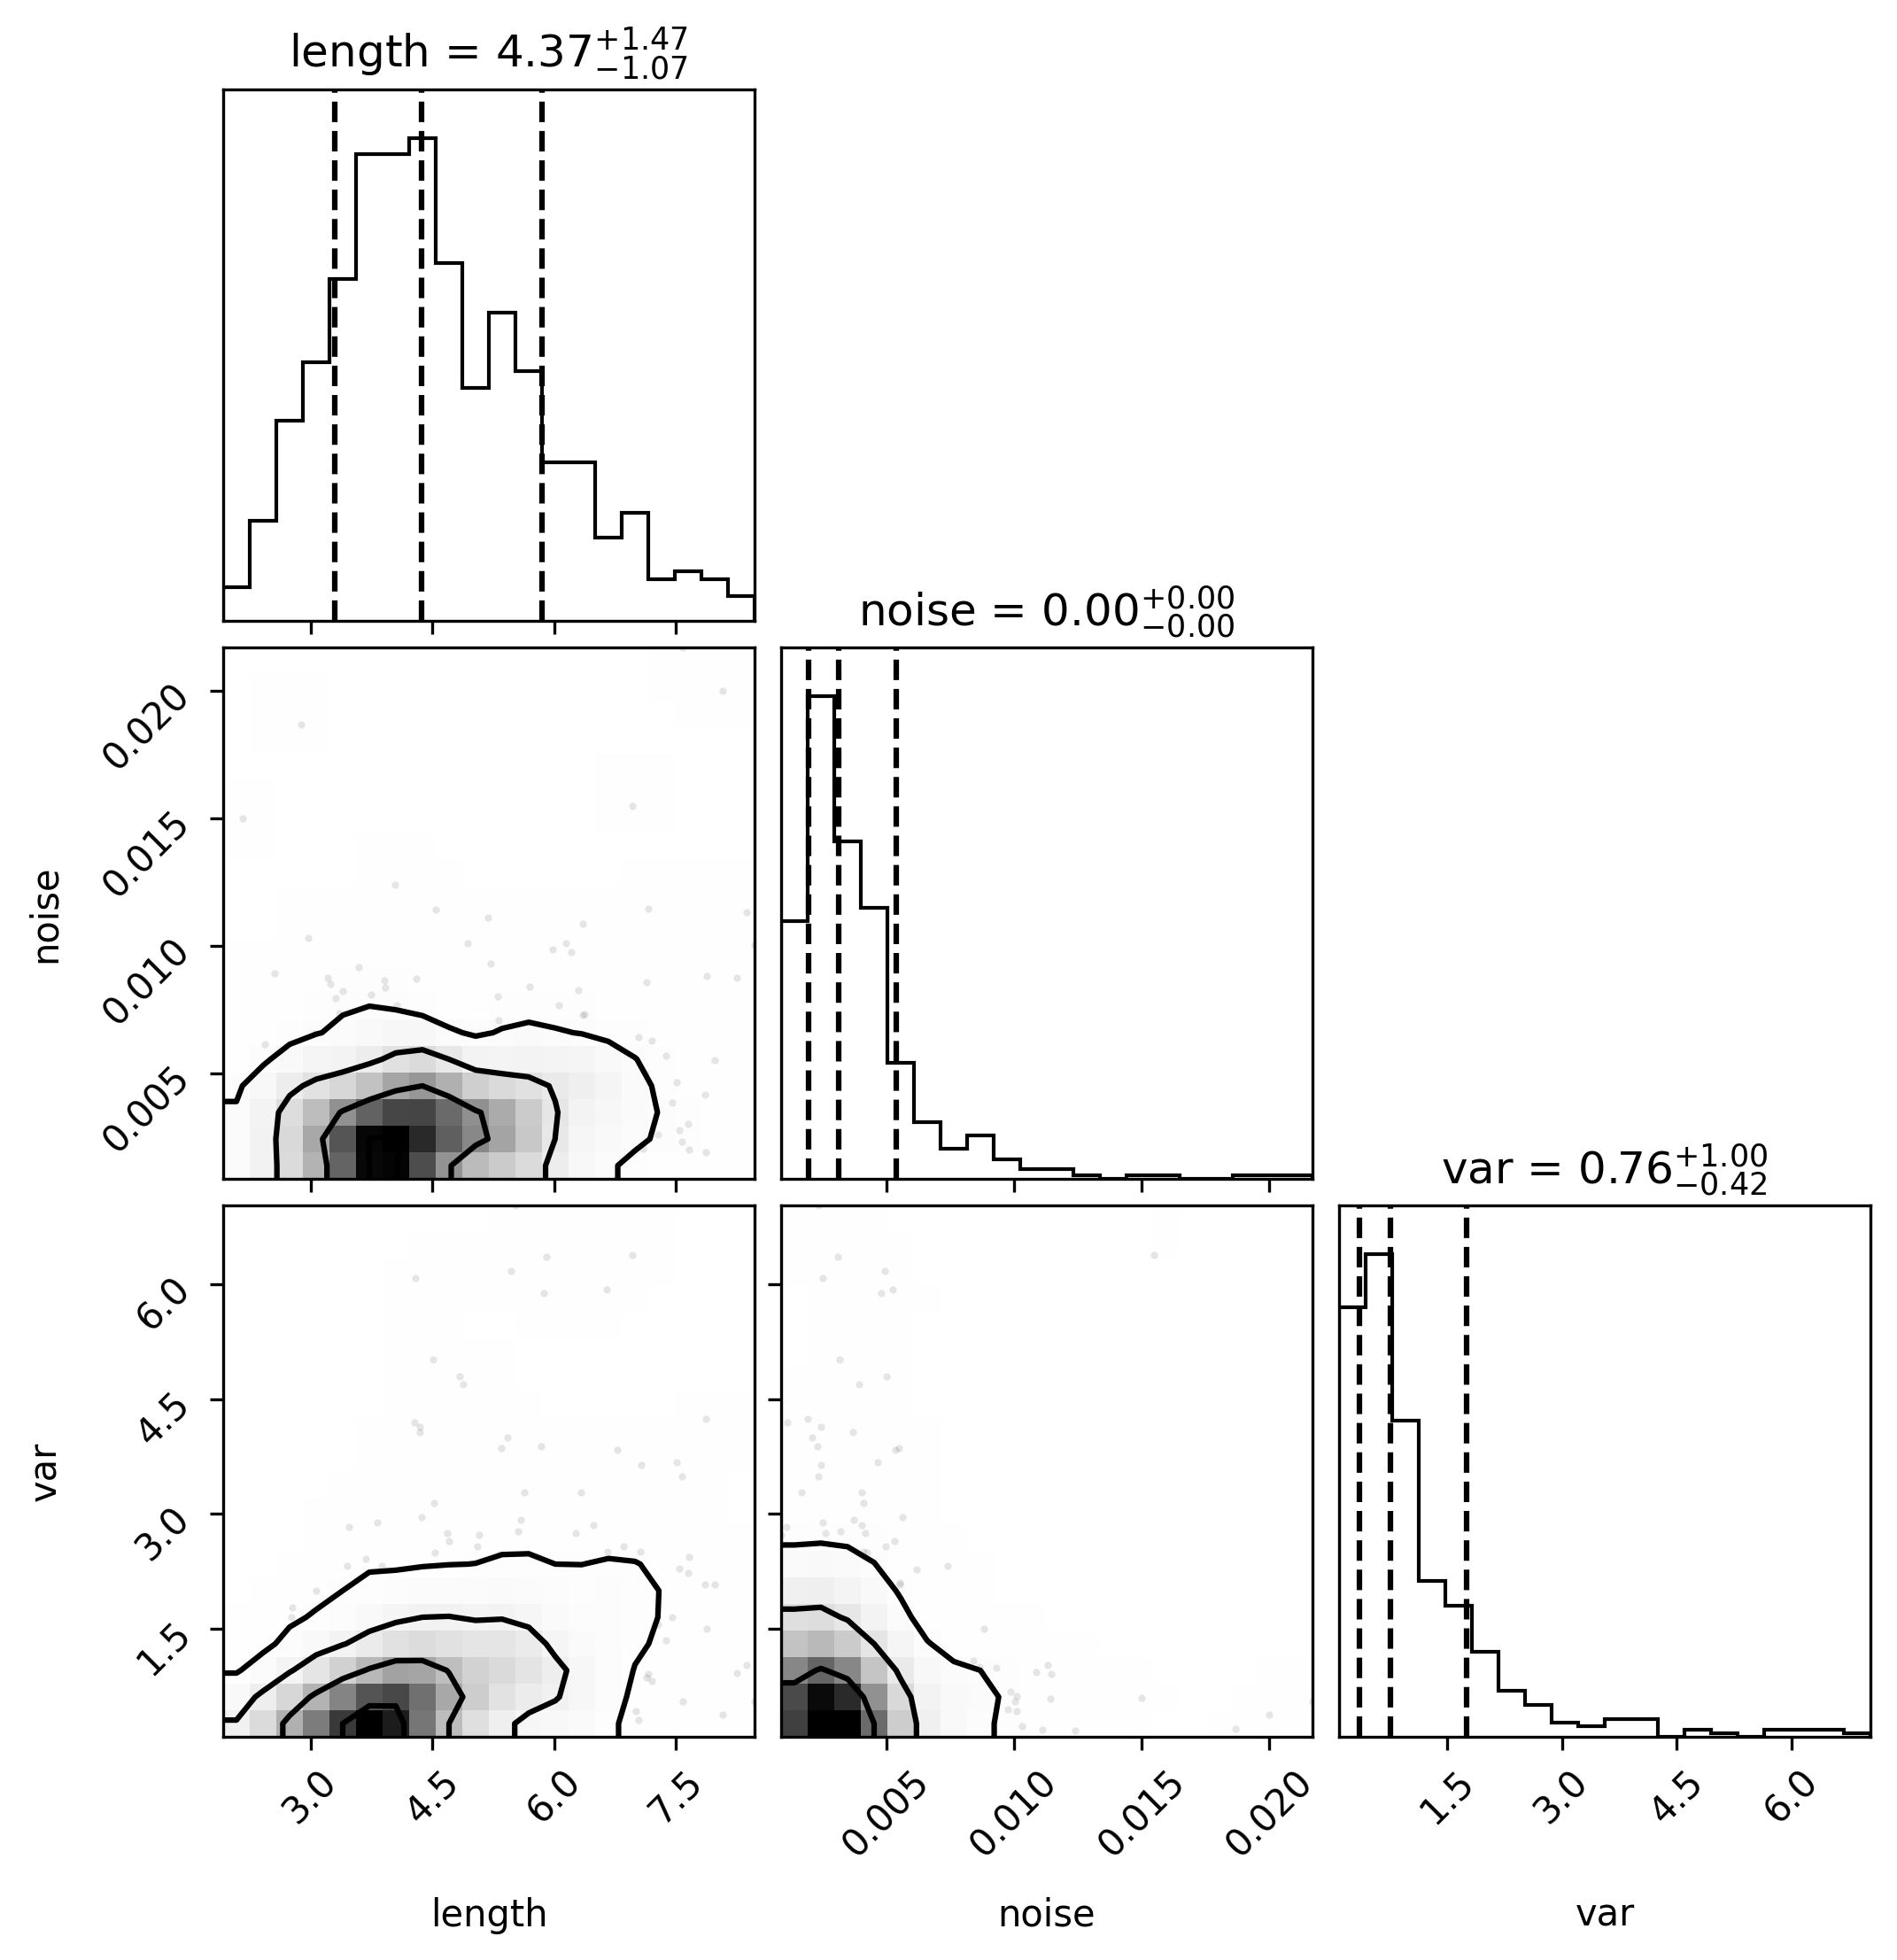 length = 4.37 +1.47 −1.07
noise = 0.00 +0.00 −0.00
0.020
0.015
0.010
0.005
noise
var = 0.76 +1.00 −0.42
6.0
4.5
3.0
1.5
var
3.0 4.5 6.0 7.5
0.005 0.010 0.015 0.020
1.5 3.0 4.5 6.0
length
noise
var